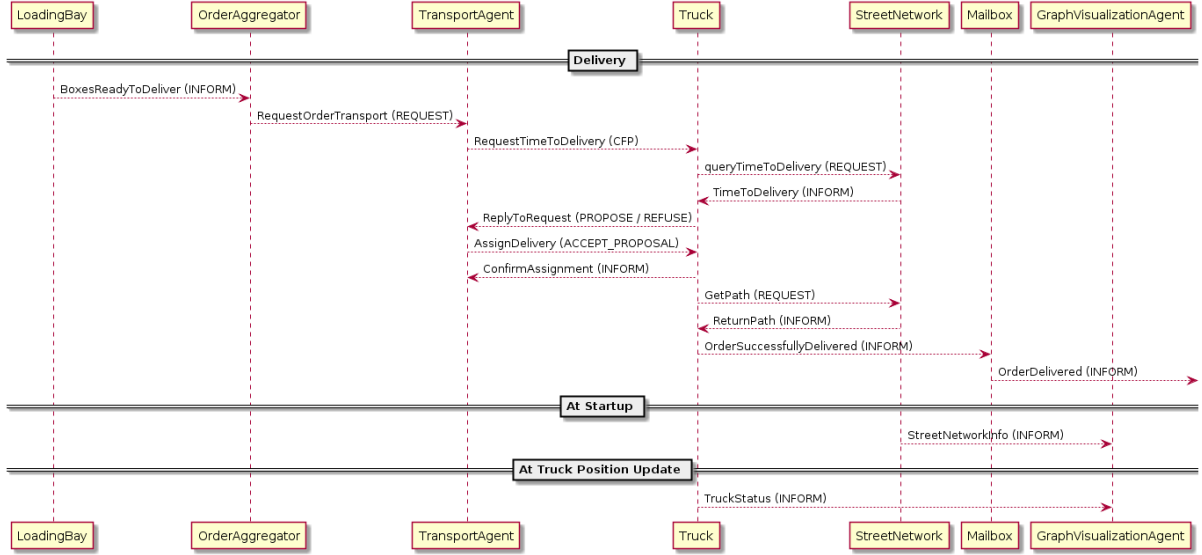 LoadingBay OrderAggregator TransportAgent Truck StreetNetwork Mailbox GraphVisualizationAgent
Delivery
BoxesReadyToDeliver (INFORM)
RequestOrderTransport (REQUEST)
RequestTimeToDelivery (CFP)
queryTimeToDelivery (REQUEST)
TimeToDelivery (INFORM)
ReplyToRequest (PROPOSE / REFUSE)
AssignDelivery (ACCEPT_PROPOSAL)
ConfirmAssignment (INFORM)
GetPath (REQUEST)
ReturnPath (INFORM)
OrderSuccessfullyDelivered (INFORM)
OrderDelivered (INFORM)
At Startup
StreetNetworkInfo (INFORM)
At Truck Position Update
TruckStatus (INFORM)
LoadingBay OrderAggregator TransportAgent Truck StreetNetwork Mailbox GraphVisualizationAgent